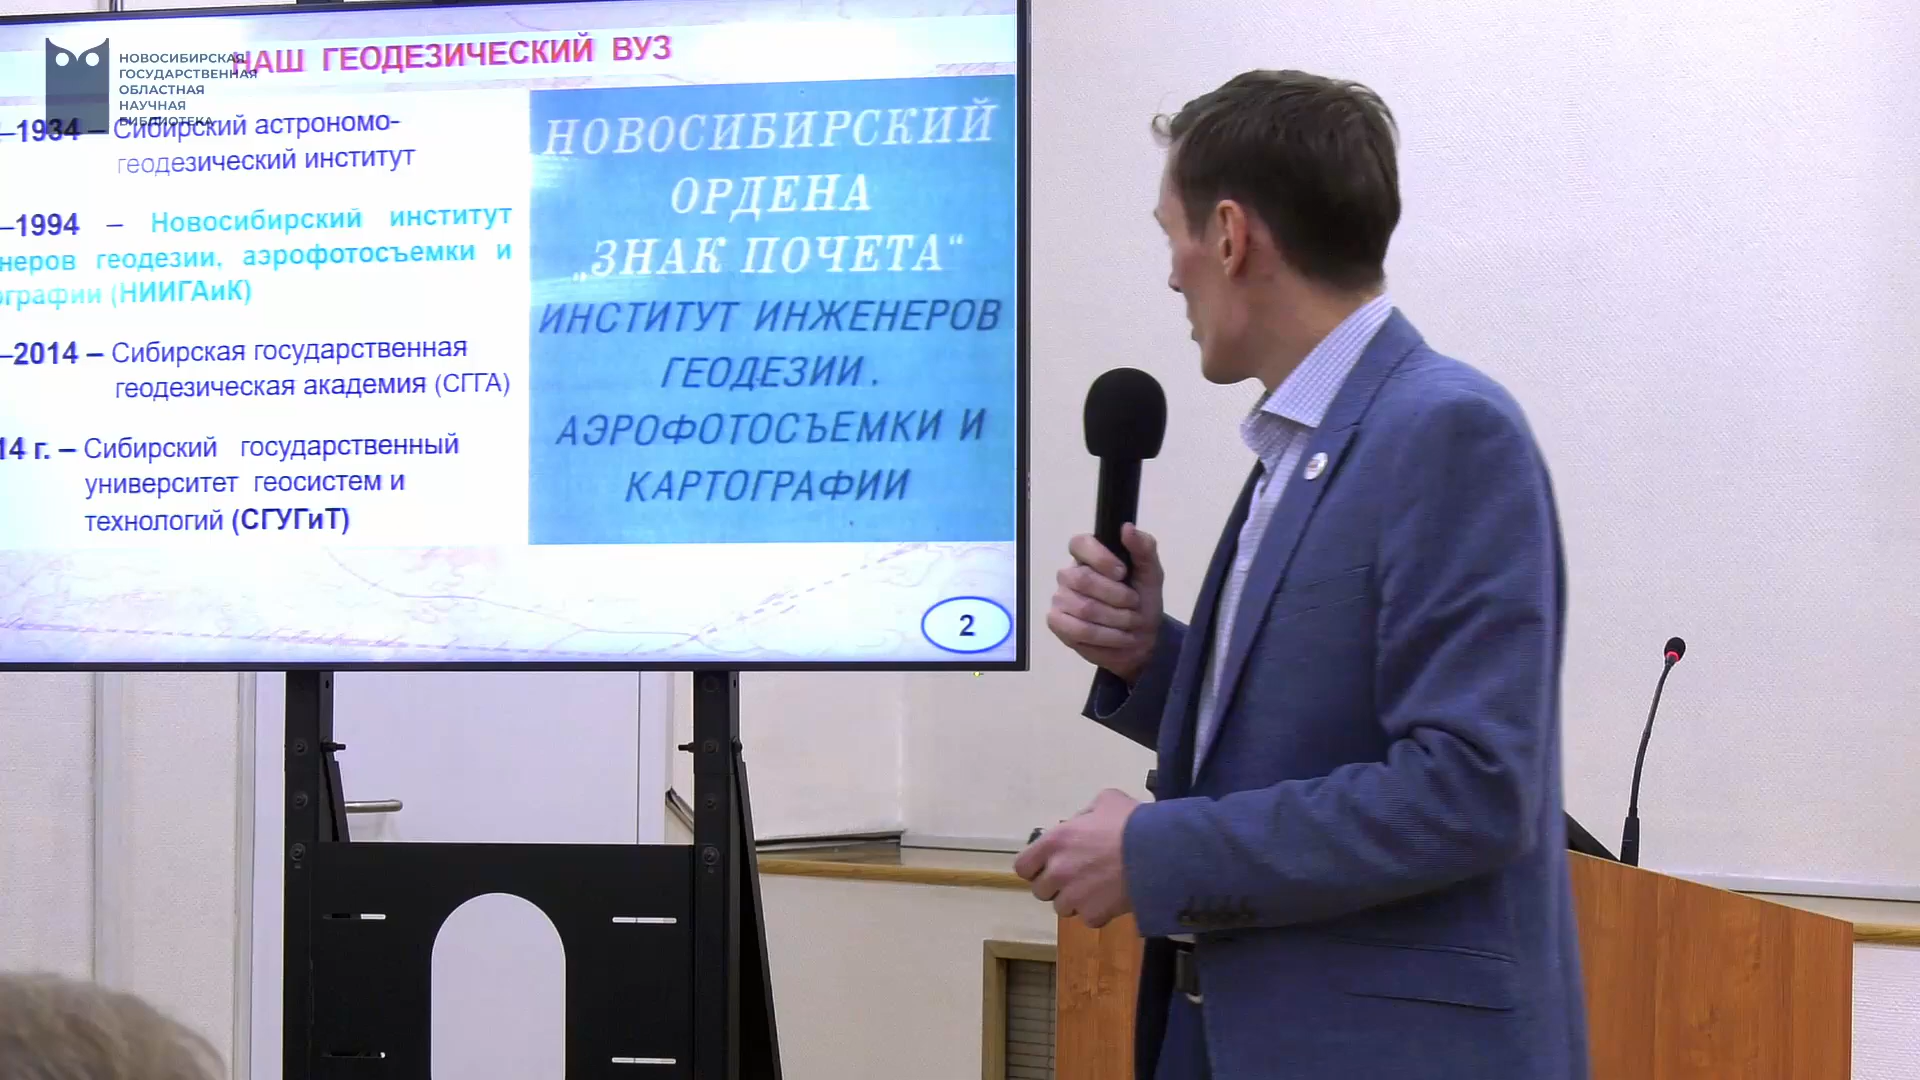 НОВОСИБИРСКАЯ
ГОСУДАРСТВЕННАЯ
ОБЛАСТНАЯ
НАУЧНАЯ
БИБЛИОТЕКА
НАШ ГЕОДЕЗИЧЕСКИЙ ВУЗ
–1934 – Сибирский астрономо-
геодезический институт
–1994 – Новосибирский институт
неров геодезии, аэрофотосъемки и
ографии (НИИГАиК)
–2014 – Сибирская государственная
геодезическая академия (СГГА)
14 г. – Сибирский государственный
университет геосистем и
технологий (СГУГиТ)
НОВОСИБИРСКИЙ
ОРДЕНА
„ЗНАК ПОЧЕТА“
ИНСТИТУТ ИНЖЕНЕРОВ
ГЕОДЕЗИИ.
АЭРОФОТОСЪЕМКИ И
КАРТОГРАФИИ
2